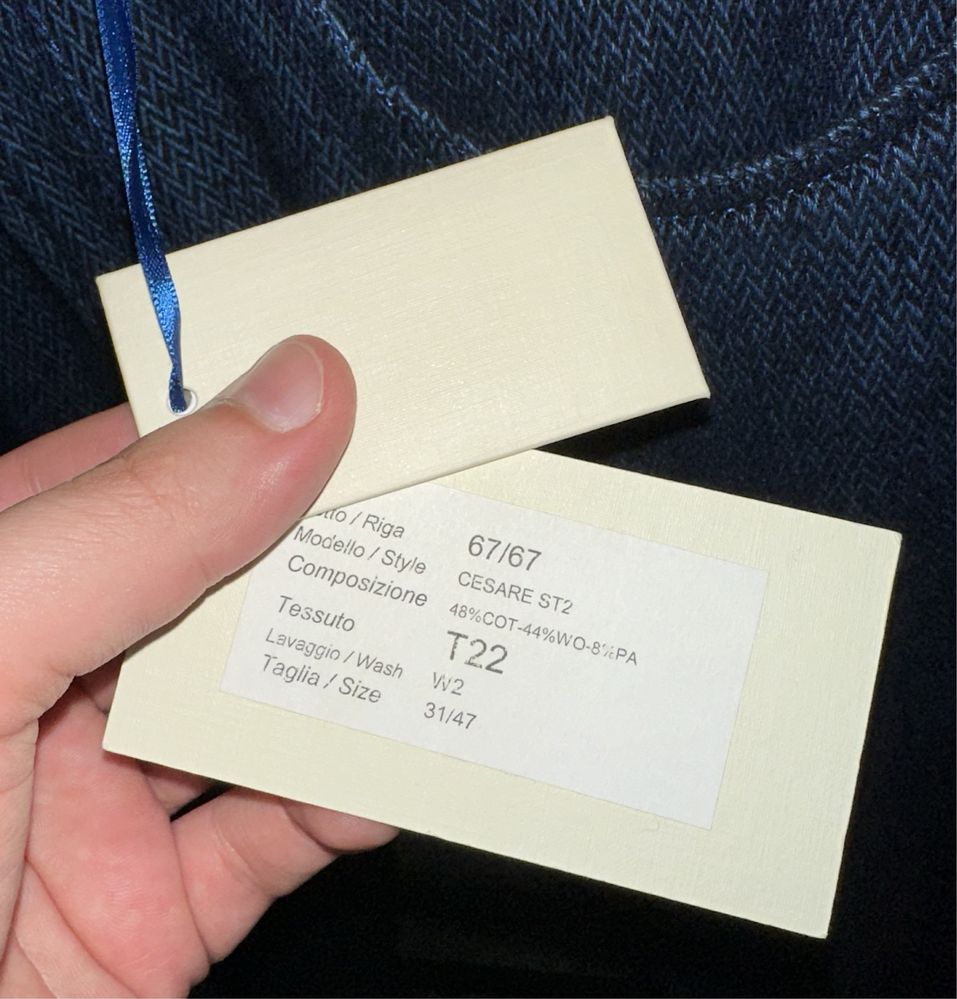 / Riga 67/67
Modello / Style CESARE ST2
Composizione 48%COT-44%WO-8%PA
Tessuto T22
Lavaggio / Wash W2
Taglia / Size 31/47